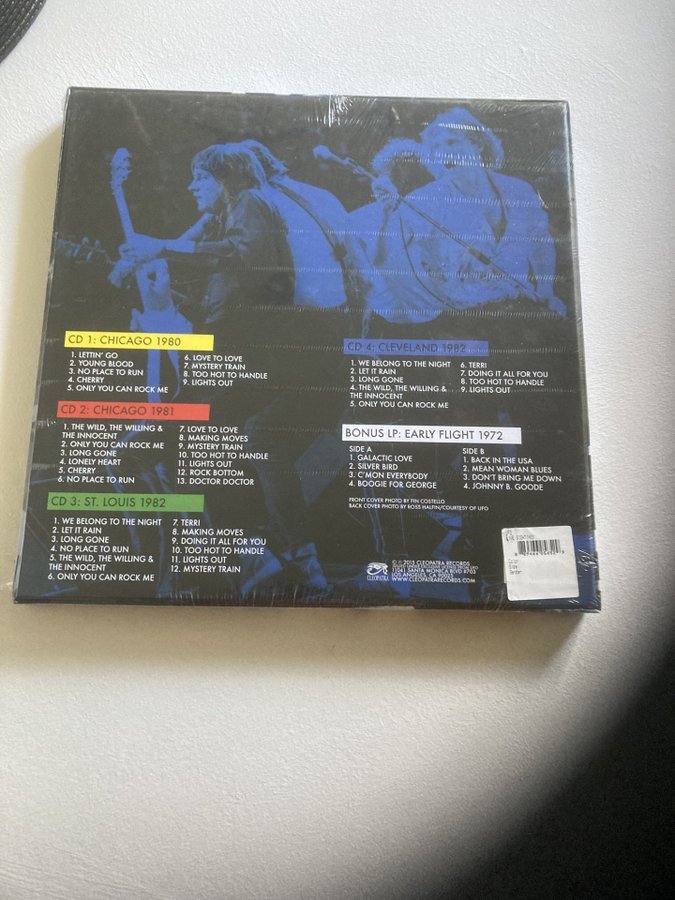 CD 1: CHICAGO 1980
1. LETTIN' GO
2. YOUNG BLOOD
3. NO PLACE TO RUN
4. CHERRY
5. ONLY YOU CAN ROCK ME
6. LOVE TO LOVE
7. MYSTERY TRAIN
8. TOO HOT TO HANDLE
9. LIGHTS OUT
CD 2: CHICAGO 1981
1. THE WILD, THE WILLING &
THE INNOCENT
2. ONLY YOU CAN ROCK ME
3. LONG GONE
4. LONELY HEART
5. CHERRY
6. NO PLACE TO RUN
7. LOVE TO LOVE
8. MAKING MOVES
9. MYSTERY TRAIN
10. TOO HOT TO HANDLE
11. LIGHTS OUT
12. ROCK BOTTOM
13. DOCTOR DOCTOR
CD 3: ST. LOUIS 1982
1. WE BELONG TO THE NIGHT
2. LET IT RAIN
3. LONG GONE
4. NO PLACE TO RUN
5. THE WILD, THE WILLING &
THE INNOCENT
6. ONLY YOU CAN ROCK ME
7. TERRI
8. MAKING MOVES
9. DOING IT ALL FOR YOU
10. TOO HOT TO HANDLE
11. LIGHTS OUT
12. MYSTERY TRAIN
CD 4: CLEVELAND 1982
1. WE BELONG TO THE NIGHT
2. LET IT RAIN
3. LONG GONE
4. THE WILD, THE WILLING &
THE INNOCENT
5. ONLY YOU CAN ROCK ME
6. TERRI
7. DOING IT ALL FOR YOU
8. TOO HOT TO HANDLE
9. LIGHTS OUT
BONUS LP: EARLY FLIGHT 1972
SIDE A
1. GALACTIC LOVE
2. SILVER BIRD
3. C'MON EVERYBODY
4. BOOGIE FOR GEORGE
SIDE B
1. BACK IN THE USA
2. MEAN WOMAN BLUES
3. DON'T BRING ME DOWN
4. JOHNNY B. GOODE
FRONT COVER PHOTO BY FIN COSTELLO
BACK COVER PHOTO BY ROSS HALFIN/COURTESY OF UFO
CLEOPATRA
2015 CLEOPATRA RECORDS
11041 SANTA MONICA BLVD #703
LOS ANGELES, CA 90025
WWW.CLEOPATRARECORDS.COM
Color
Size